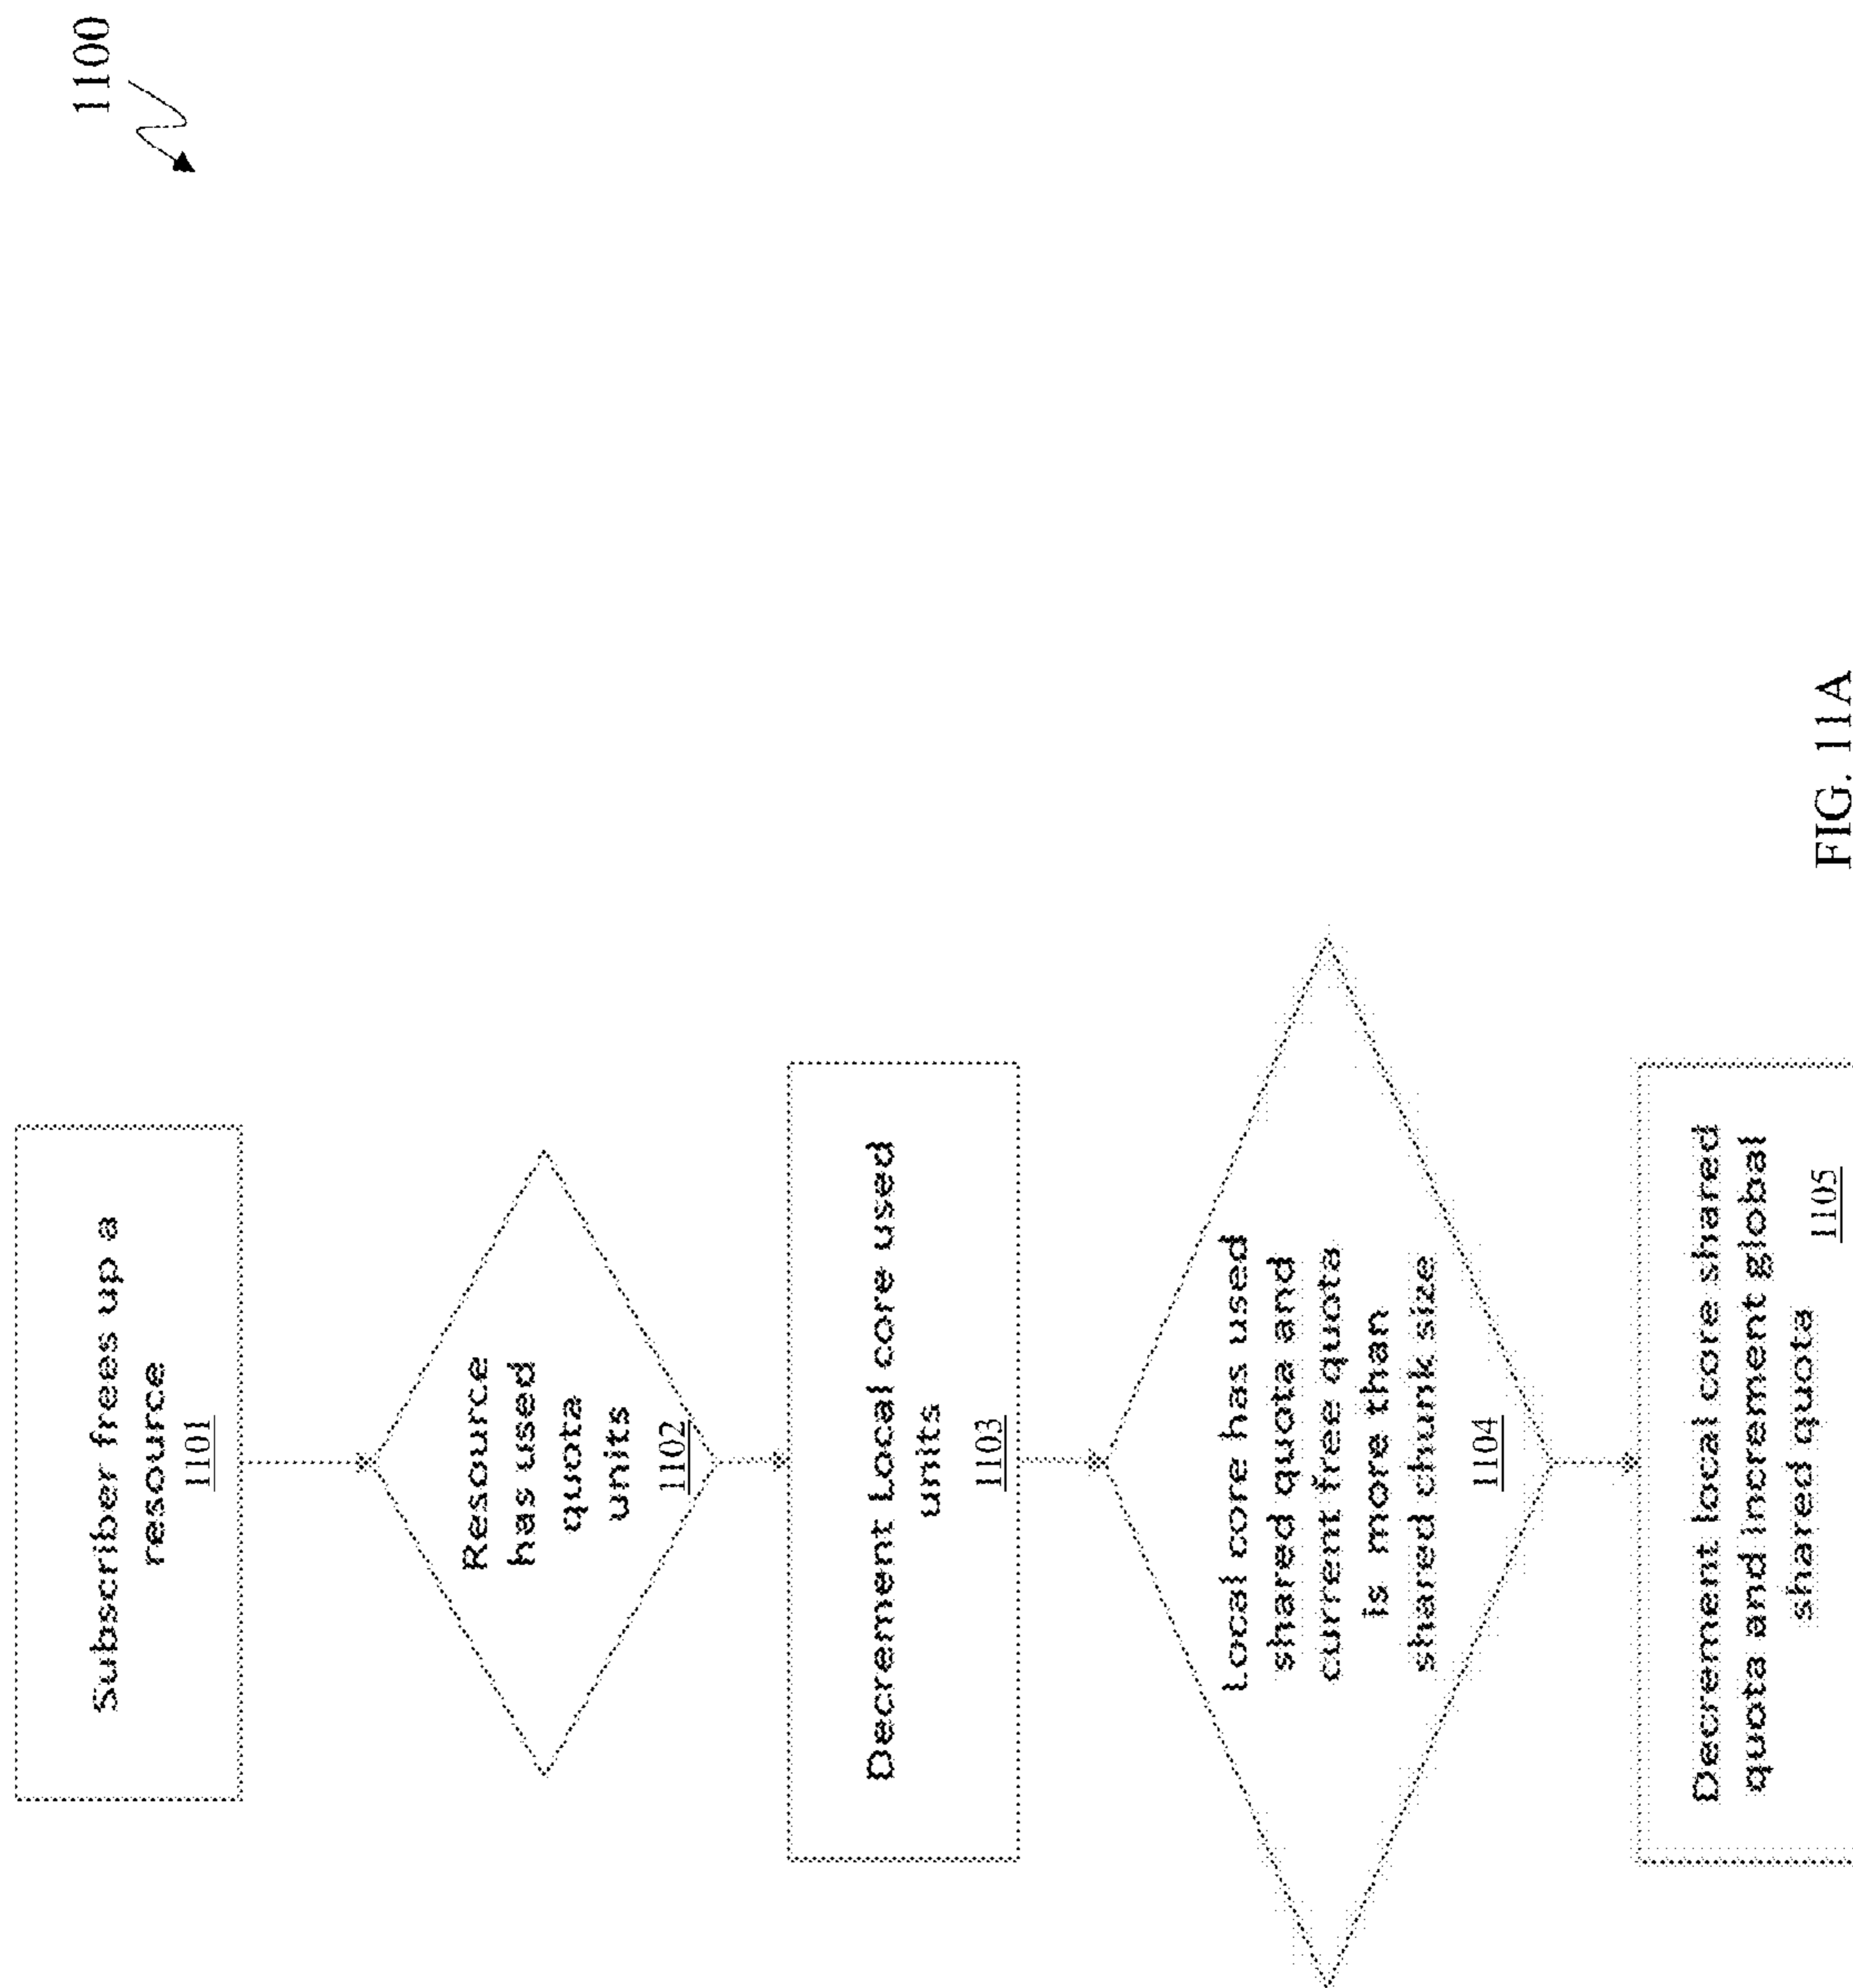 1100
Subscriber frees up a
resource
1101
Resource
has used
quota
units
1102
Decrement Local core used
units
1103
Local core has used
shared quota and
current free quota
is more than
shared chunk size
1104
Decrement local core shared
quota and increment global
shared quota
1105
FIG. 11A